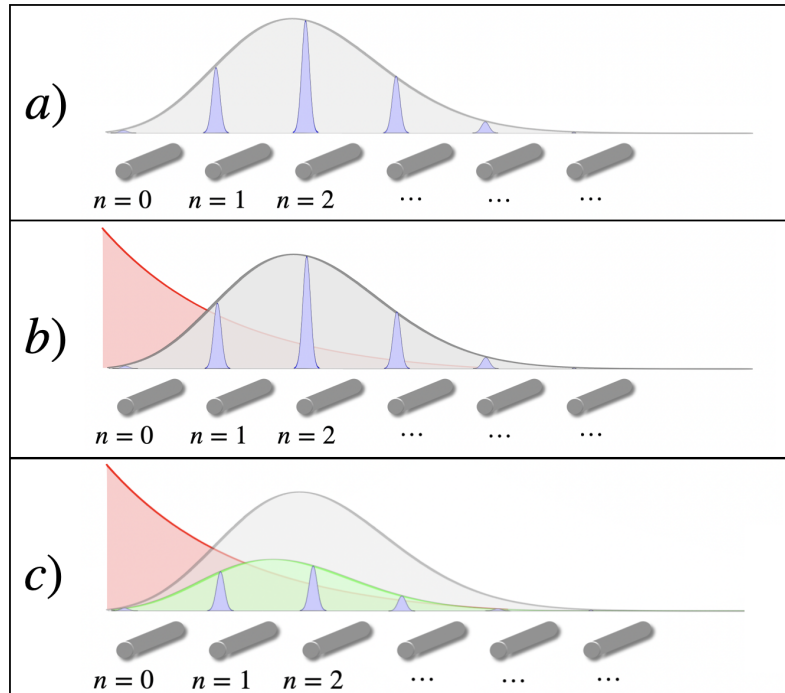 a)
n = 0 n = 1 n = 2 ⋯ ⋯ ⋯
b)
n = 0 n = 1 n = 2 ⋯ ⋯ ⋯
c)
n = 0 n = 1 n = 2 ⋯ ⋯ ⋯